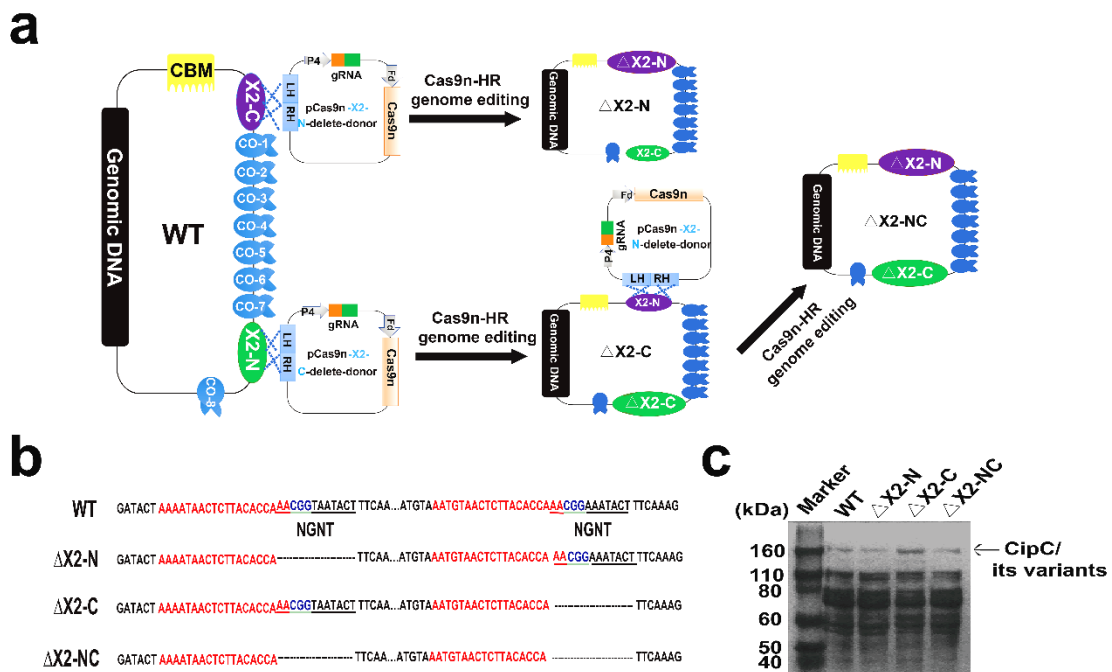 a
CBM
X2-C
Genomic DNA
WT
CO-1
CO-2
CO-3
CO-4
CO-5
CO-6
CO-7
X2-N
CO-8
P4
gRNA
Fd
Cas9n
LH
RH
pCas9n-X2-
N-delete-donor
P4
gRNA
Fd
Cas9n
LH
RH
pCas9n-X2-
C-delete-donor
Cas9n-HR
genome editing
Cas9n-HR
genome editing
Genomic DNA
△X2-N
△X2-N
X2-C
Fd
Cas9n
gRNA
P4
pCas9n-X2-
N-delete-donor
LH
RH
X2-N
Genomic DNA
△X2-C
△X2-C
Cas9n-HR
genome editing
Genomic DNA
△X2-N
△X2-NC
△X2-C
b
WT GATACT AAAATAACTCTTACACCAAACGGTAATACT TTCAA...ATGTAAATGTAACTCTTACACCAAACGGAAATACT TTCAAAG
NGNT NGNT
ΔX2-N GATACT AAAATAACTCTTACACCA----------------TTCAA...ATGTAAATGTAACTCTTACACCA AACGGAAATACT TTCAAAG
ΔX2-C GATACT AAAATAACTCTTACACCAAACGGTAATACT TTCAA...ATGTAAATGTAACTCTTACACCA ----------------TTCAAAG
ΔX2-NC GATACT AAAATAACTCTTACACCA----------------TTCAA...ATGTAAATGTAACTCTTACACCA ----------------TTCAAAG
c
(kDa)
Marker
WT
△X2-N
△X2-C
△X2-NC
160
110
80
60
50
40
←CipC/
its variants